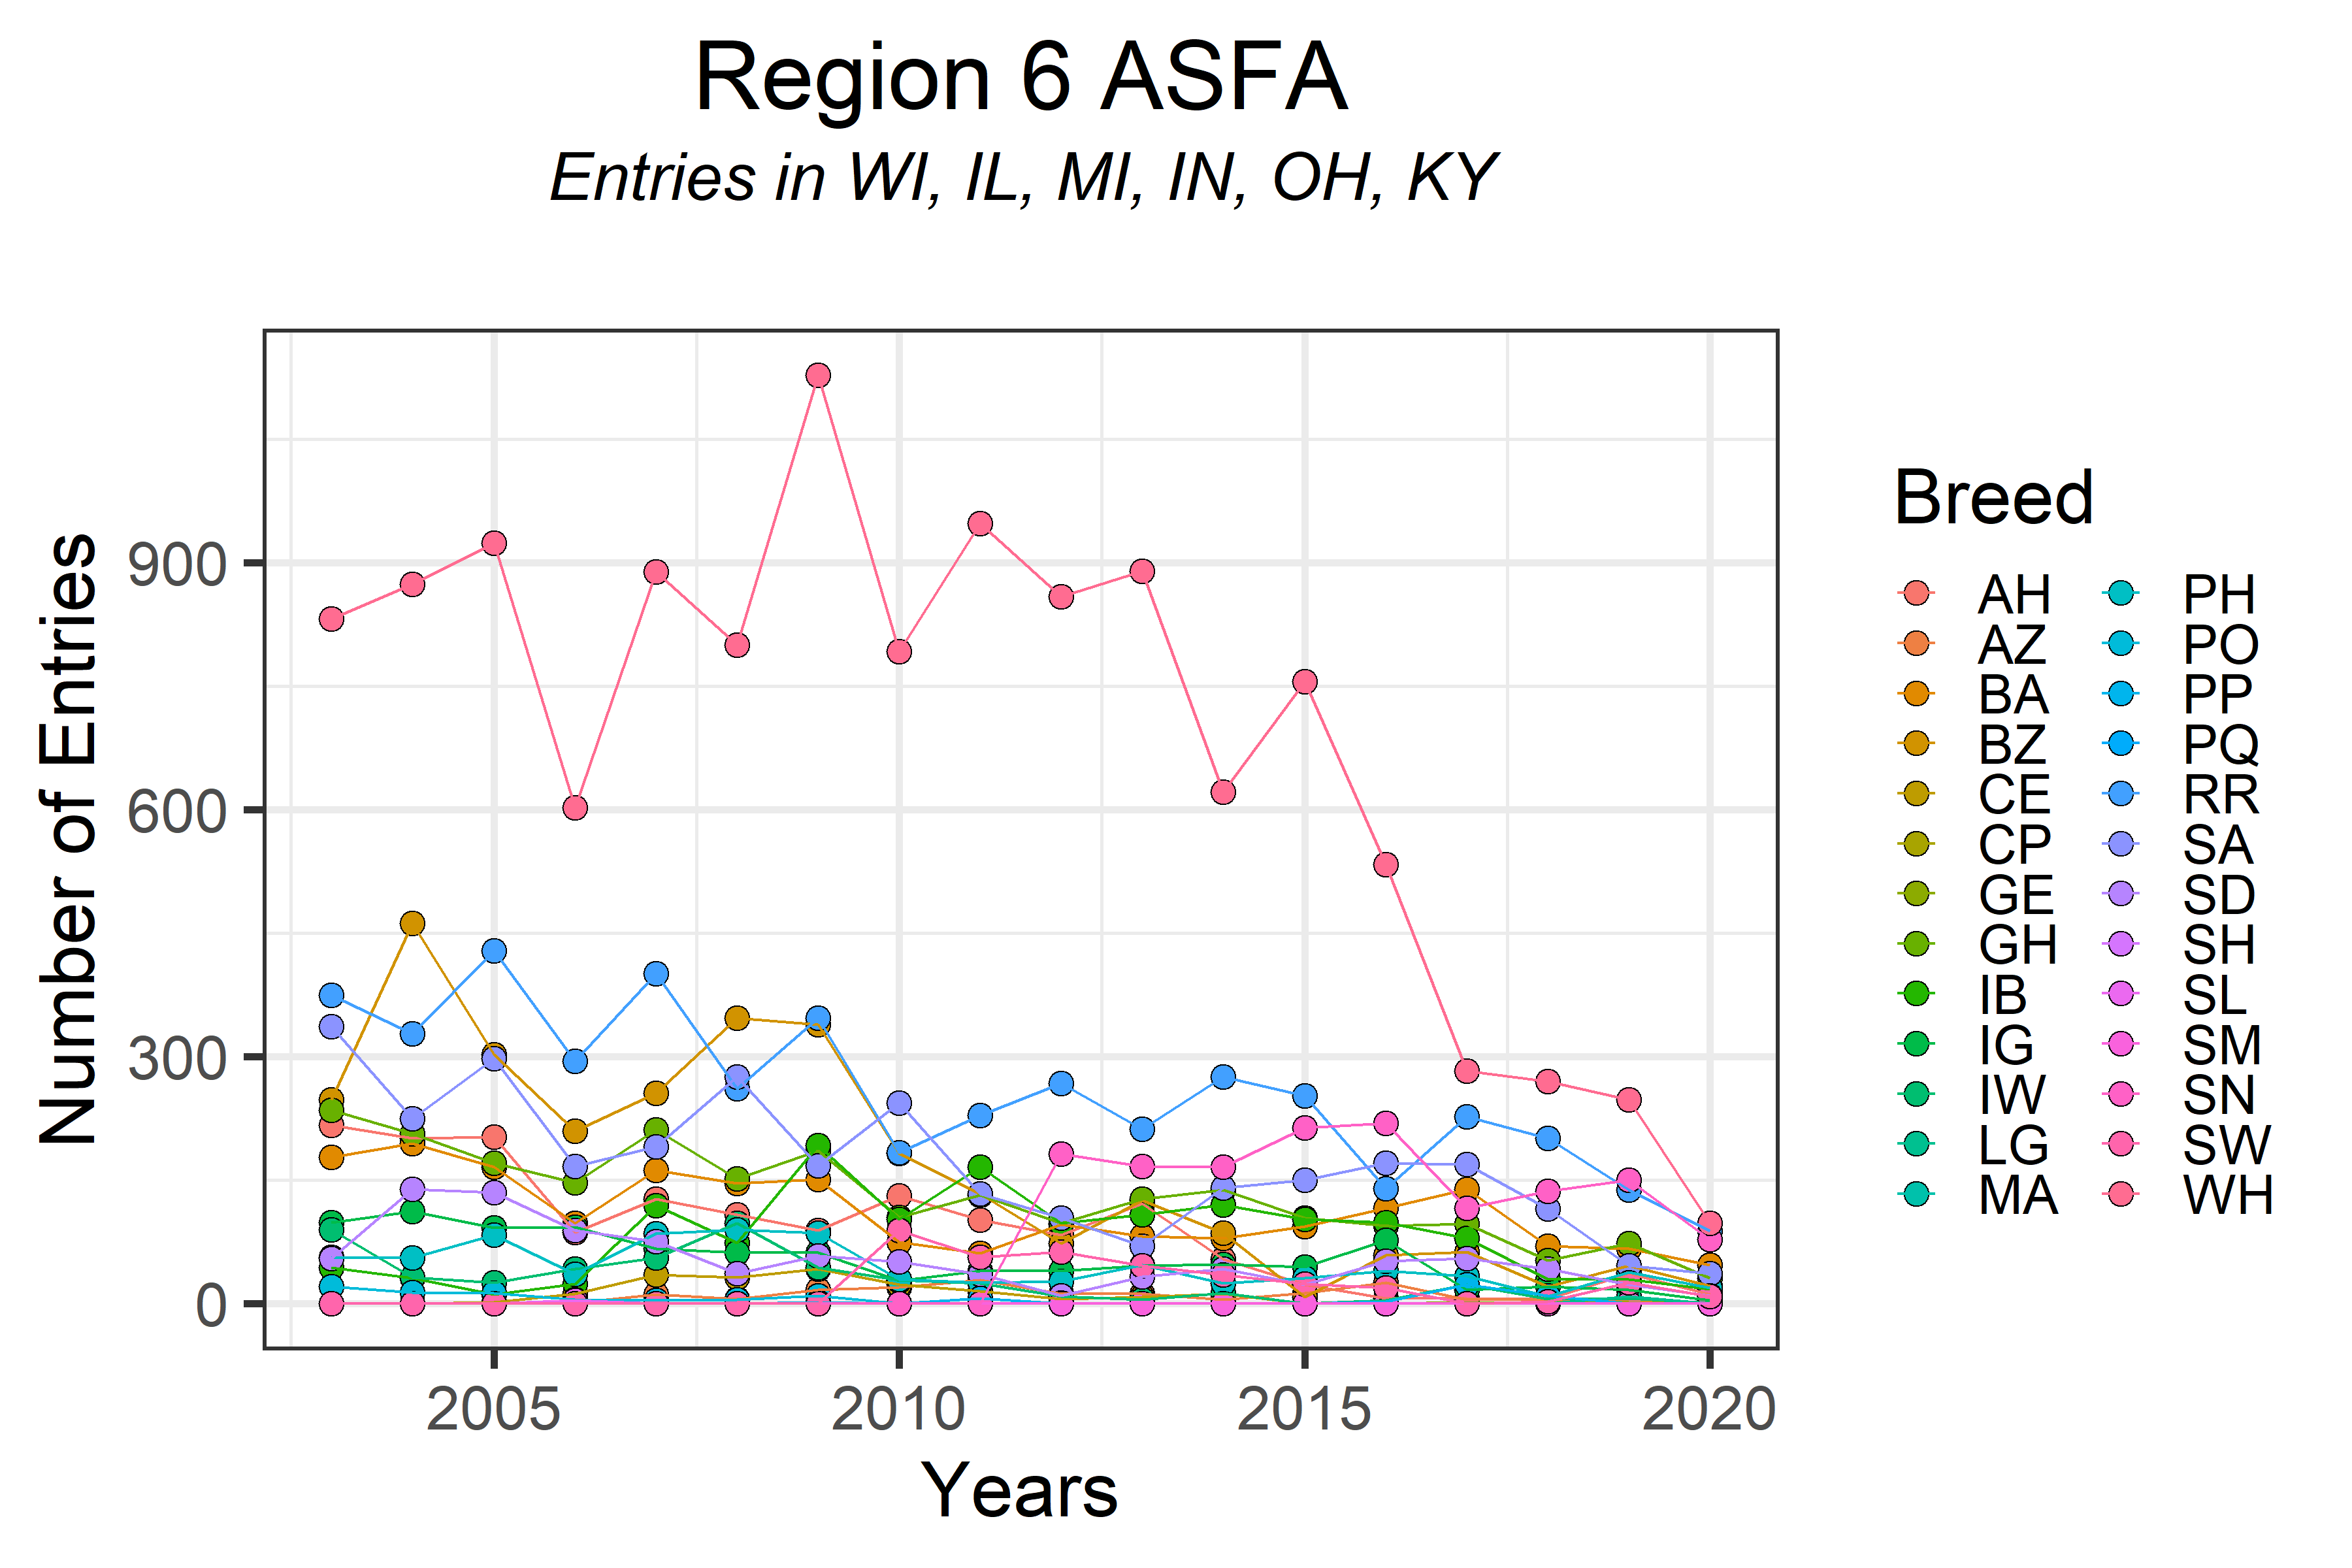 Region 6 ASFA
Entries in WI, IL, MI, IN, OH, KY
Number of Entries
900
600
300
0
2005
2010
2015
2020
Years
Breed
AH
AZ
BA
BZ
CE
CP
GE
GH
IB
IG
IW
LG
MA
PH
PO
PP
PQ
RR
SA
SD
SH
SL
SM
SN
SW
WH